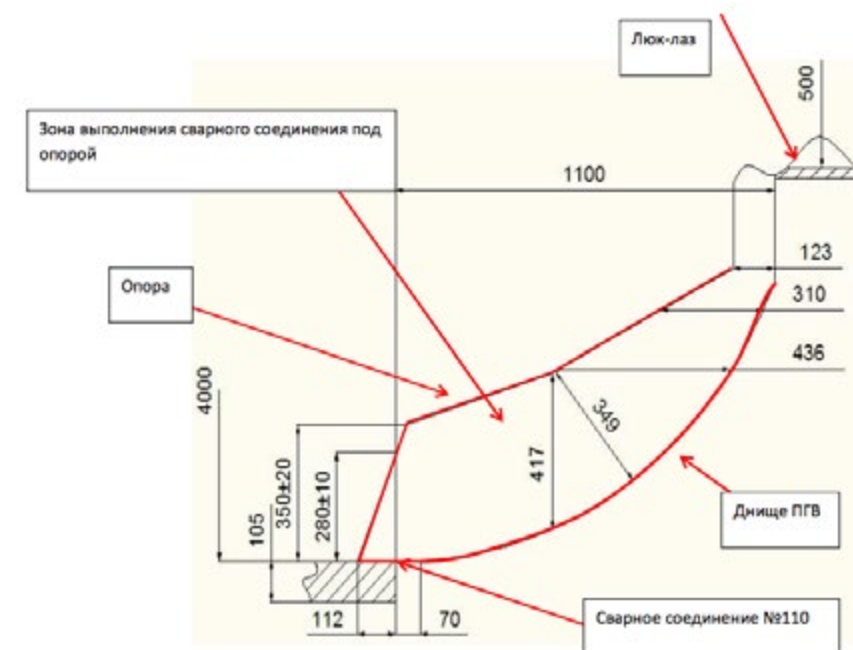 Люк-лаз
500
Зона выполнения сварного соединения под
опорой
1100
123
Опора
310
436
4000
349
350±20
417
280±10
105
Днище ПГВ
112
70
Сварное соединение №110